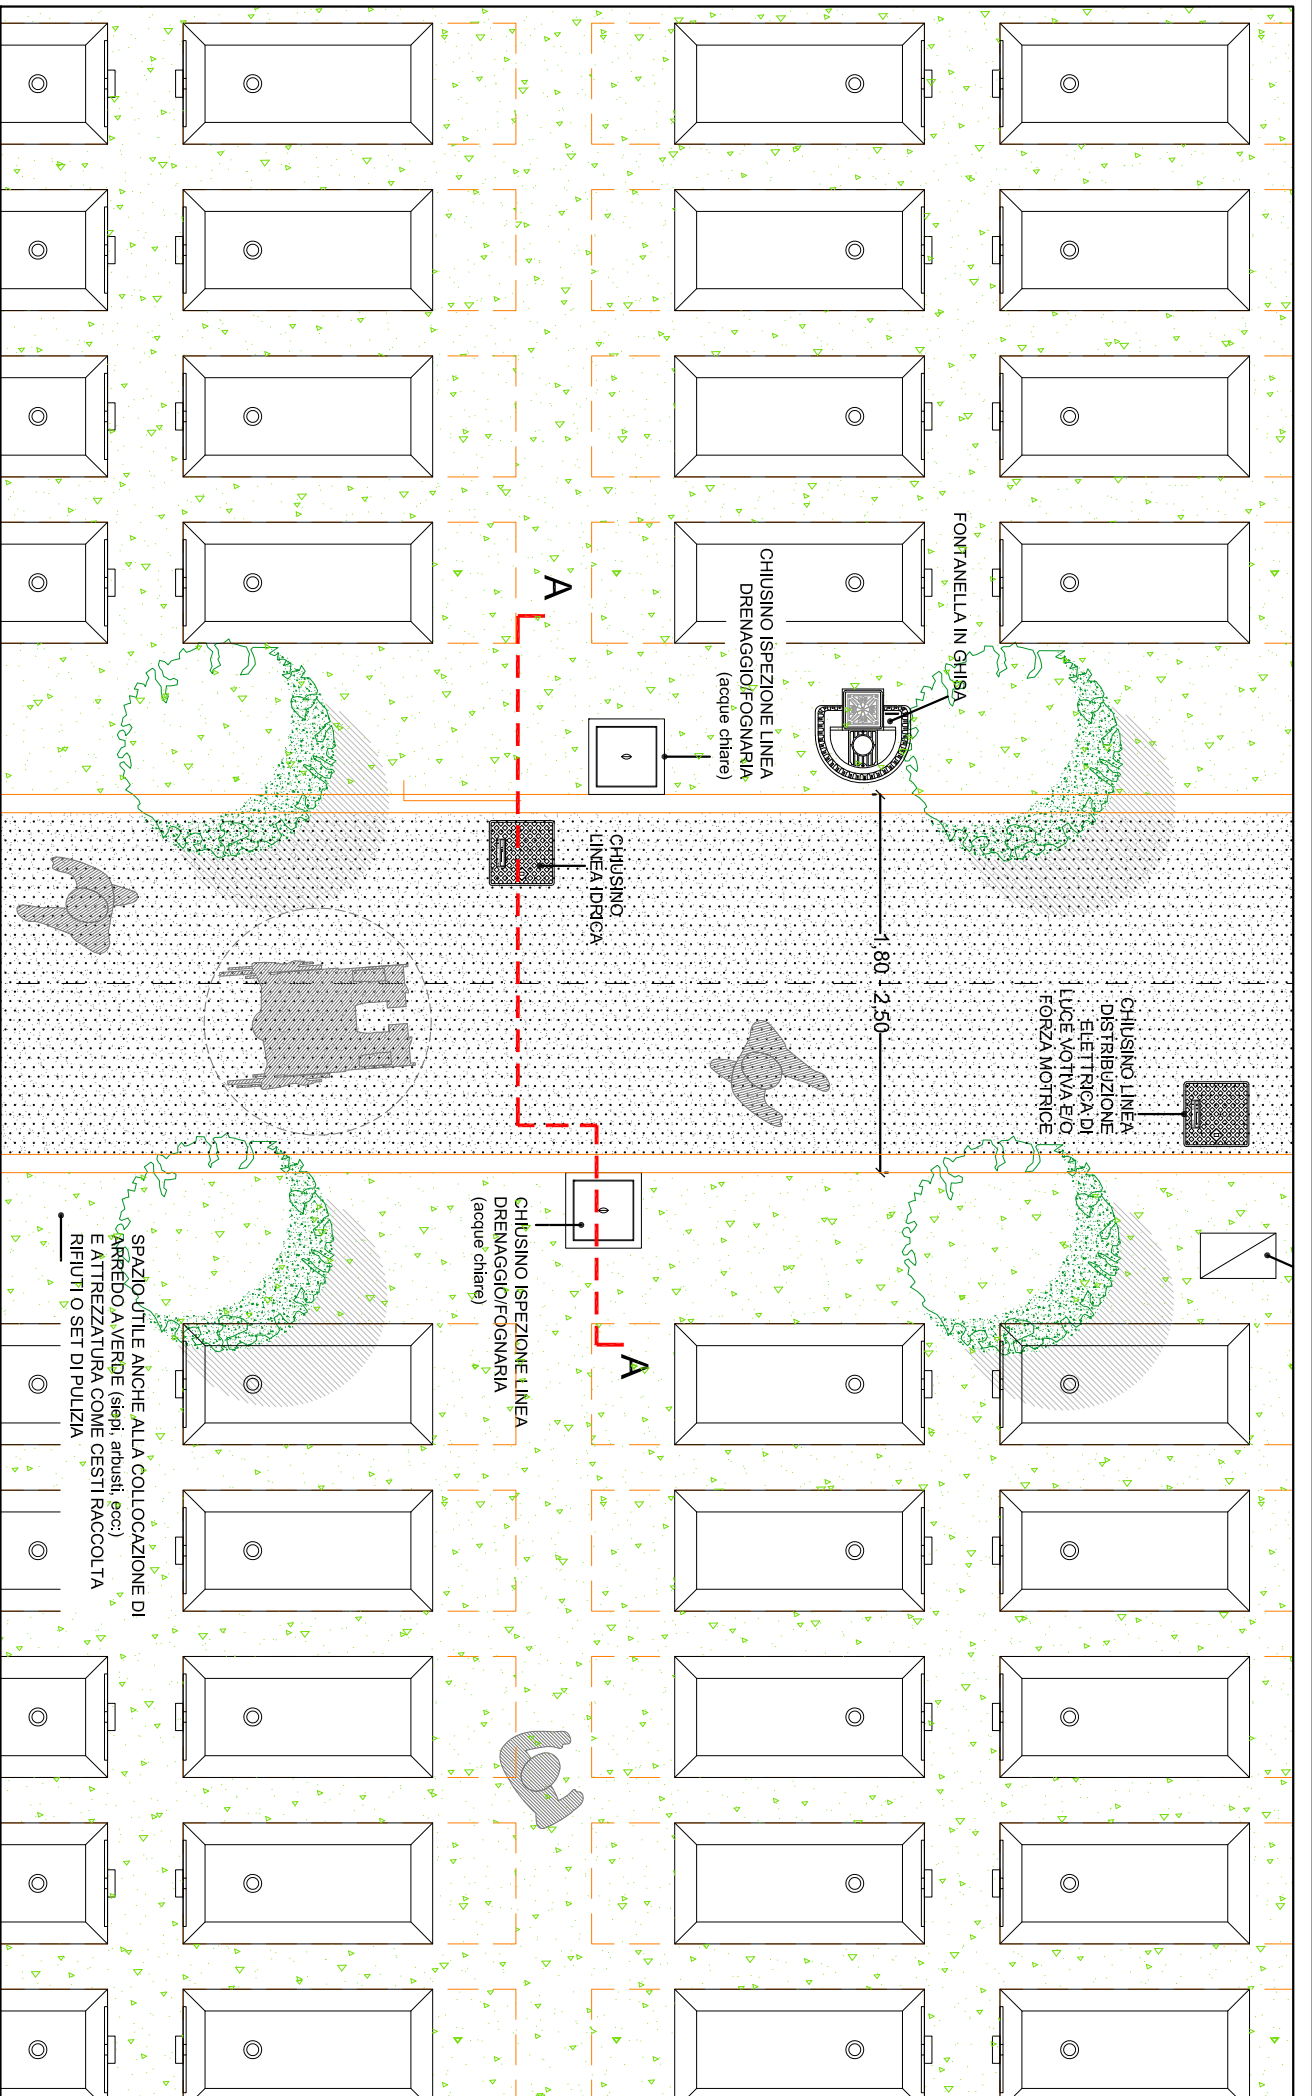 FONTANELLA IN GHISA
CHIUSINO ISPEZIONE LINEA
DRENAGGIO/FOGNARIA
(acque chiare)
A
CHIUSINO
LINEA IDRICA
1,80 - 2,50
CHIUSINO LINEA
DISTRIBUZIONE
ELETTRICA DI
LUCE VOTIVA E/O
FORZA MOTRICE
CHIUSINO ISPEZIONE LINEA
DRENAGGIO/FOGNARIA
(acque chiare)
A
SPAZIO UTILE ANCHE ALLA COLLOCAZIONE DI
ARREDO A VERDE (siepi, arbusti, ecc.)
E ATTREZZATURA COME CESTI RACCOLTA
RIFIUTI O SET DI PULIZIA